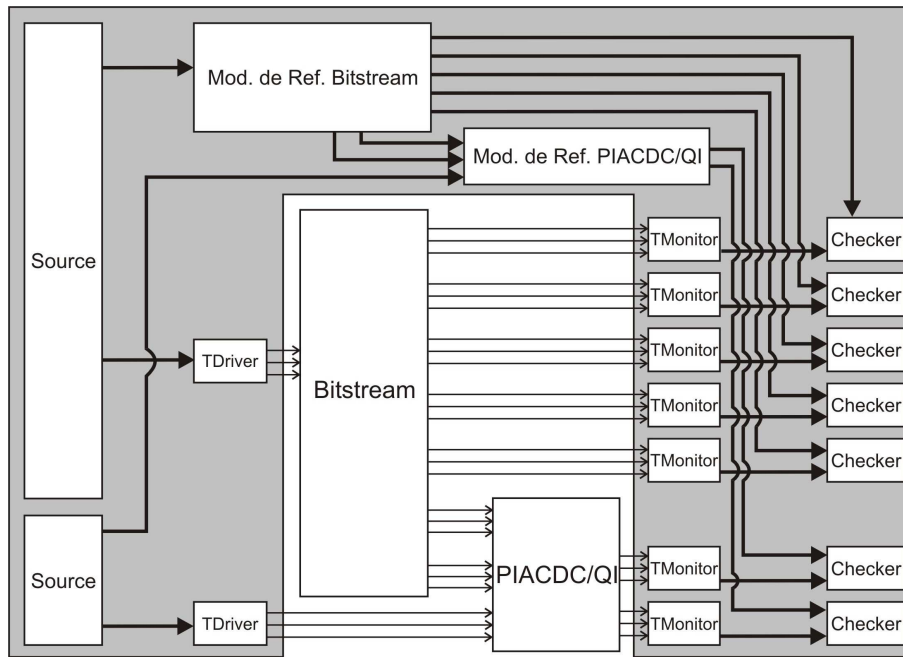 Mod. de Ref. Bitstream
Mod. de Ref. PIACDC/QI
Source
TDriver
Bitstream
TMonitor
Checker
TMonitor
Checker
TMonitor
Checker
TMonitor
Checker
TMonitor
Checker
Source
TDriver
PIACDC/QI
TMonitor
Checker
TMonitor
Checker